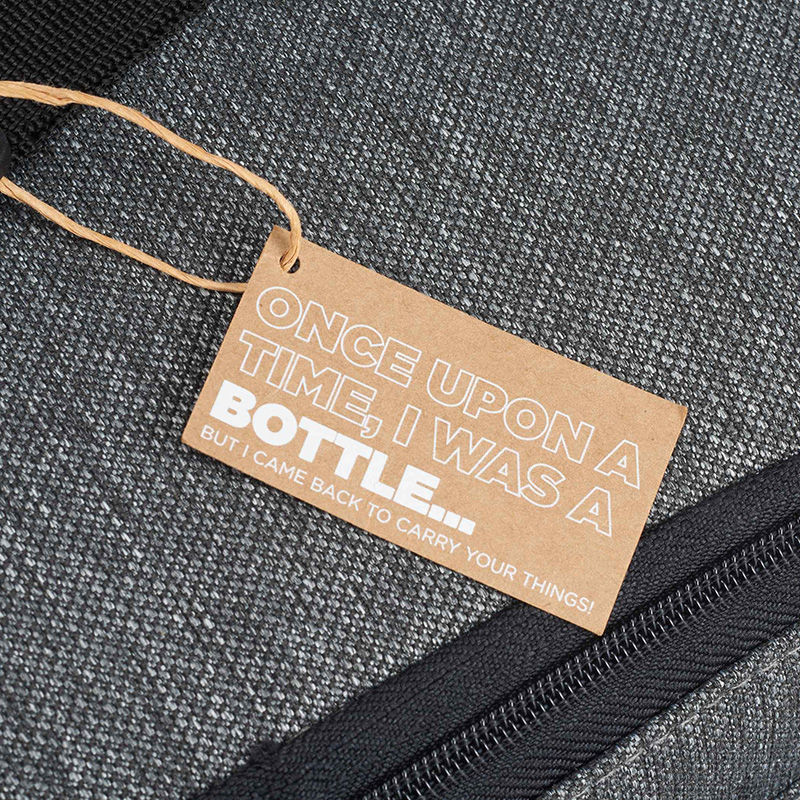 ONCE UPON A
TIME, I WAS A
BOTTLE...
BUT I CAME BACK TO CARRY YOUR THINGS!